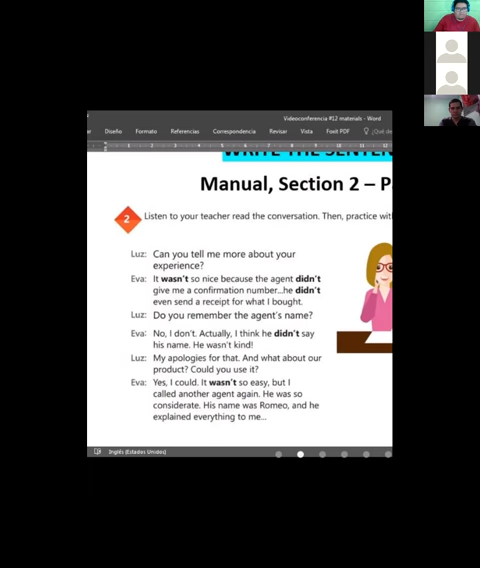 Videoconferencia #12 materials - Word
Diseño Formato Referencias Correspondencia Revisar Vista Foxit PDF ¿Qué de
WRITE THE SENTEN
Manual, Section 2 – P
2 Listen to your teacher read the conversation. Then, practice wit
Luz: Can you tell me more about your
experience?
Eva: It wasn't so nice because the agent didn't
give me a confirmation number...he didn't
even send a receipt for what I bought.
Luz: Do you remember the agent's name?
Eva: No, I don't. Actually, I think he didn't say
his name. He wasn't kind!
Luz: My apologies for that. And what about our
product? Could you use it?
Eva: Yes, I could. It wasn't so easy, but I
called another agent again. He was so
considerate. His name was Romeo, and he
explained everything to me...
Inglés (Estados Unidos)